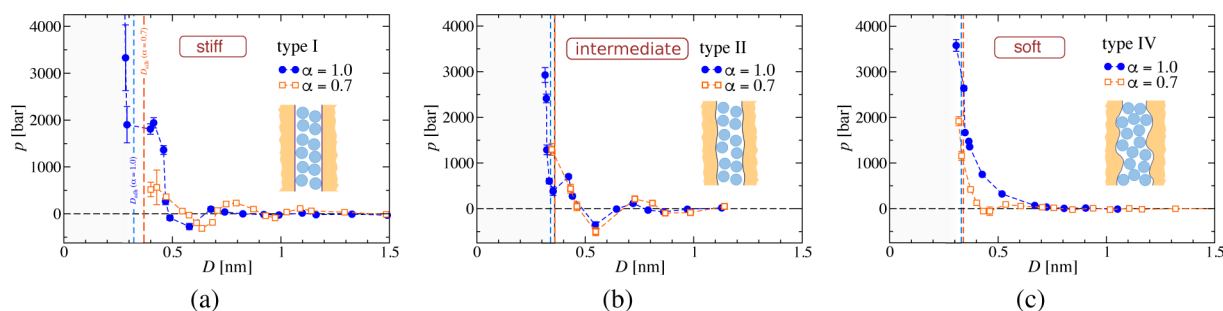 4000
3000
2000
1000
0
p [bar]
stiff
D_alk (α = 1.0)
D_alk (α = 0.7)
type I
α = 1.0
α = 0.7
0 0.5 1 1.5
D [nm]
(a)
4000
3000
2000
1000
0
p [bar]
intermediate
type II
α = 1.0
α = 0.7
0 0.5 1 1.5
D [nm]
(b)
4000
3000
2000
1000
0
p [bar]
soft
type IV
α = 1.0
α = 0.7
0 0.5 1 1.5
D [nm]
(c)